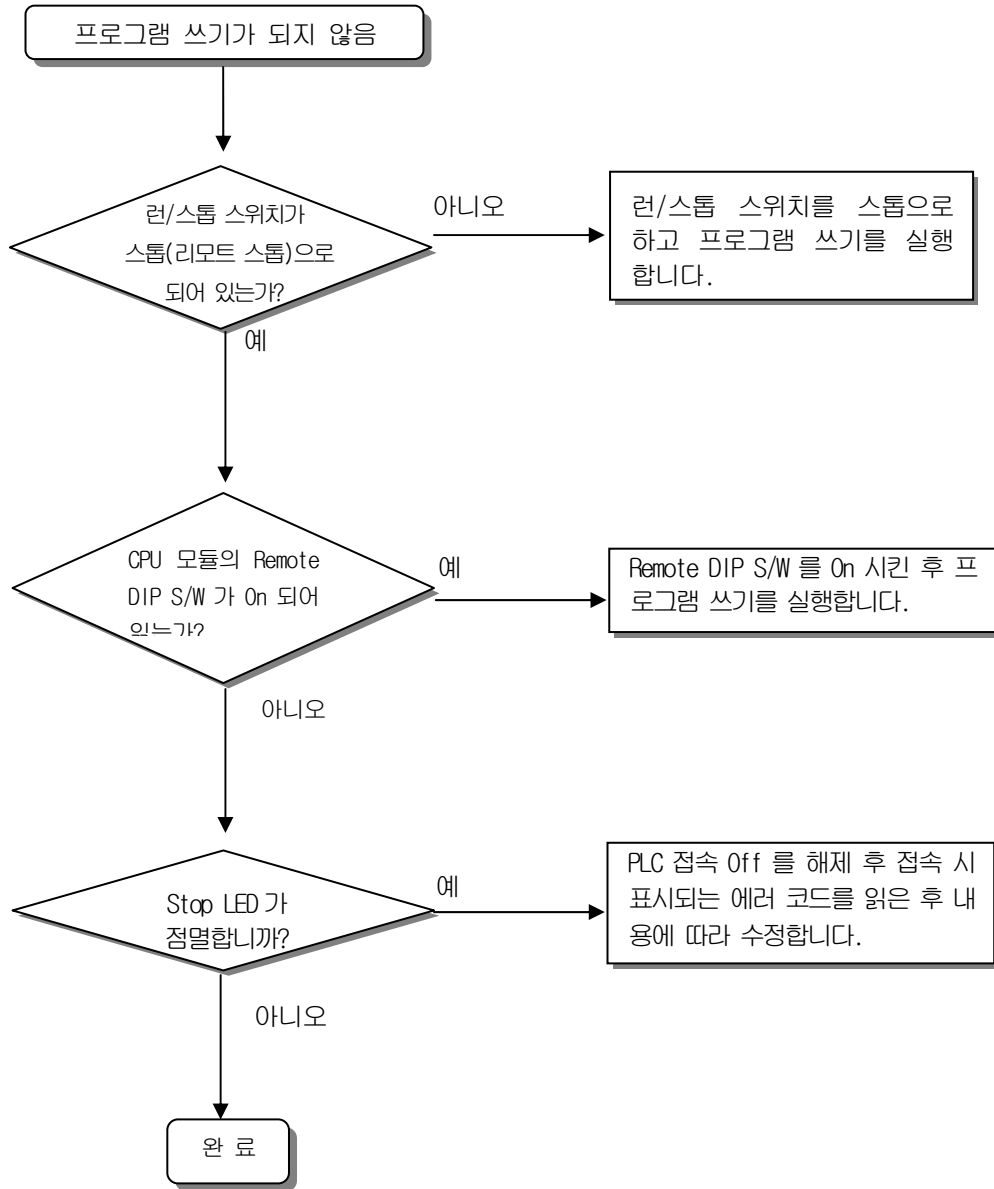 프로그램 쓰기가 되지 않음
런/스톱 스위치가
스톱(리모트 스톱)으로
되어 있는가?
아니오
런/스톱 스위치를 스톱으로
하고 프로그램 쓰기를 실행
합니다.
예
CPU 모듈의 Remote
DIP S/W 가 On 되어
있는가?
예
Remote DIP S/W 를 On 시킨 후 프
로그램 쓰기를 실행합니다.
아니오
Stop LED 가
점멸합니까?
예
PLC 접속 Off 를 해제 후 접속 시
표시되는 에러 코드를 읽은 후 내
용에 따라 수정합니다.
아니오
완 료